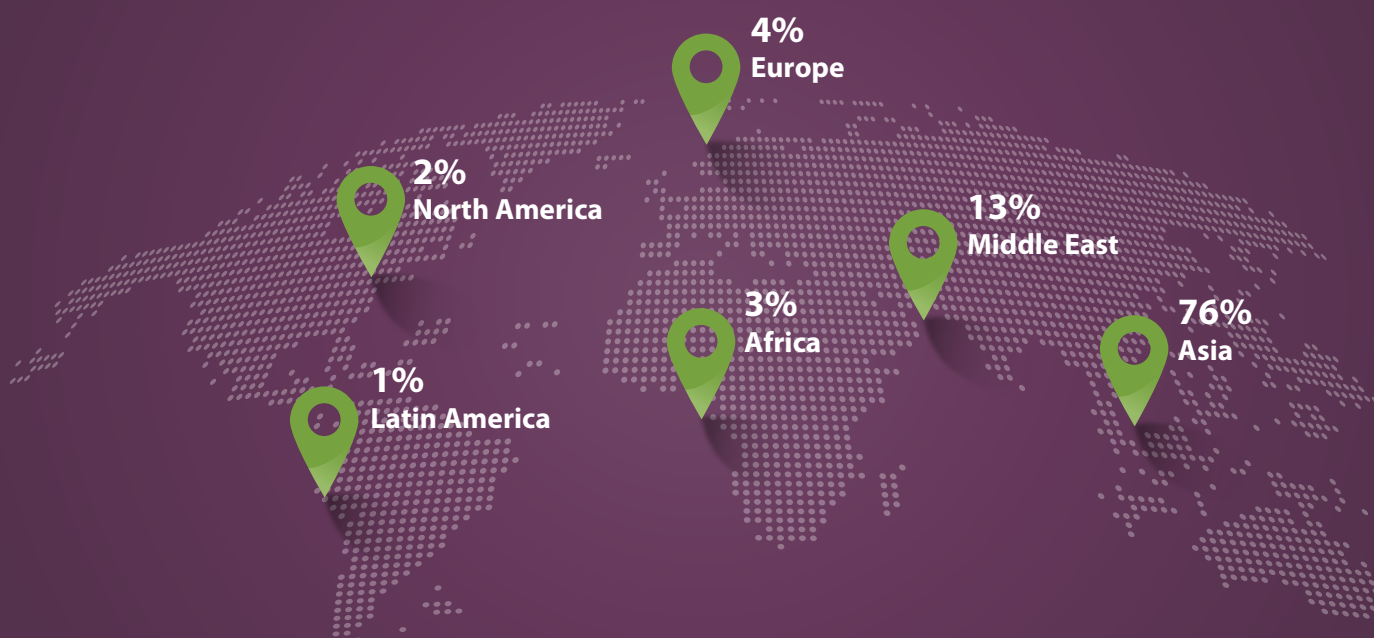 4%
Europe
2%
North America
13%
Middle East
3%
Africa
76%
Asia
1%
Latin America